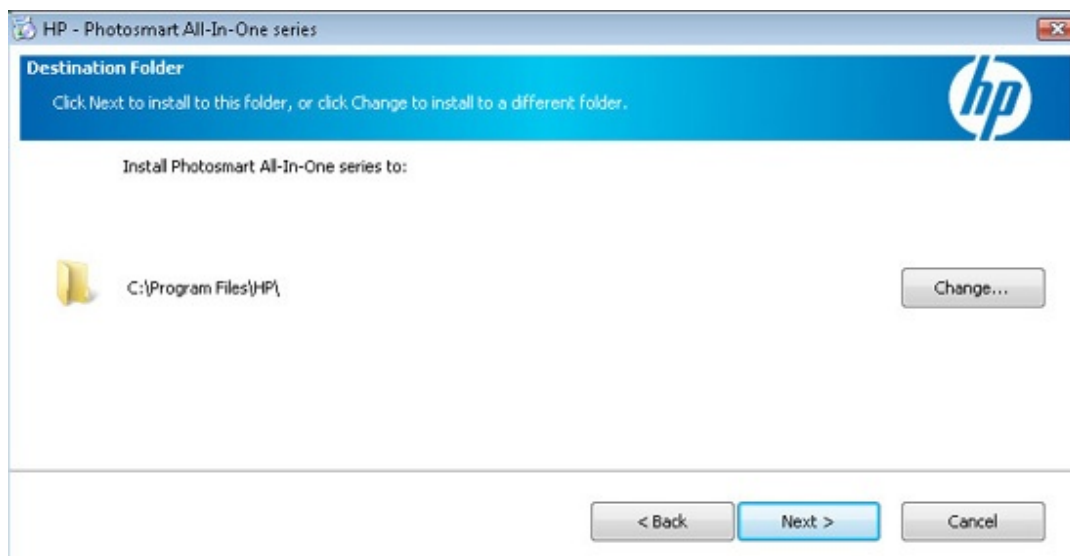 HP - Photosmart All-In-One series
Destination Folder
Click Next to install to this folder, or click Change to install to a different folder.
hp
Install Photosmart All-In-One series to:
C:\Program Files\HP\
Change...
< Back
Next >
Cancel